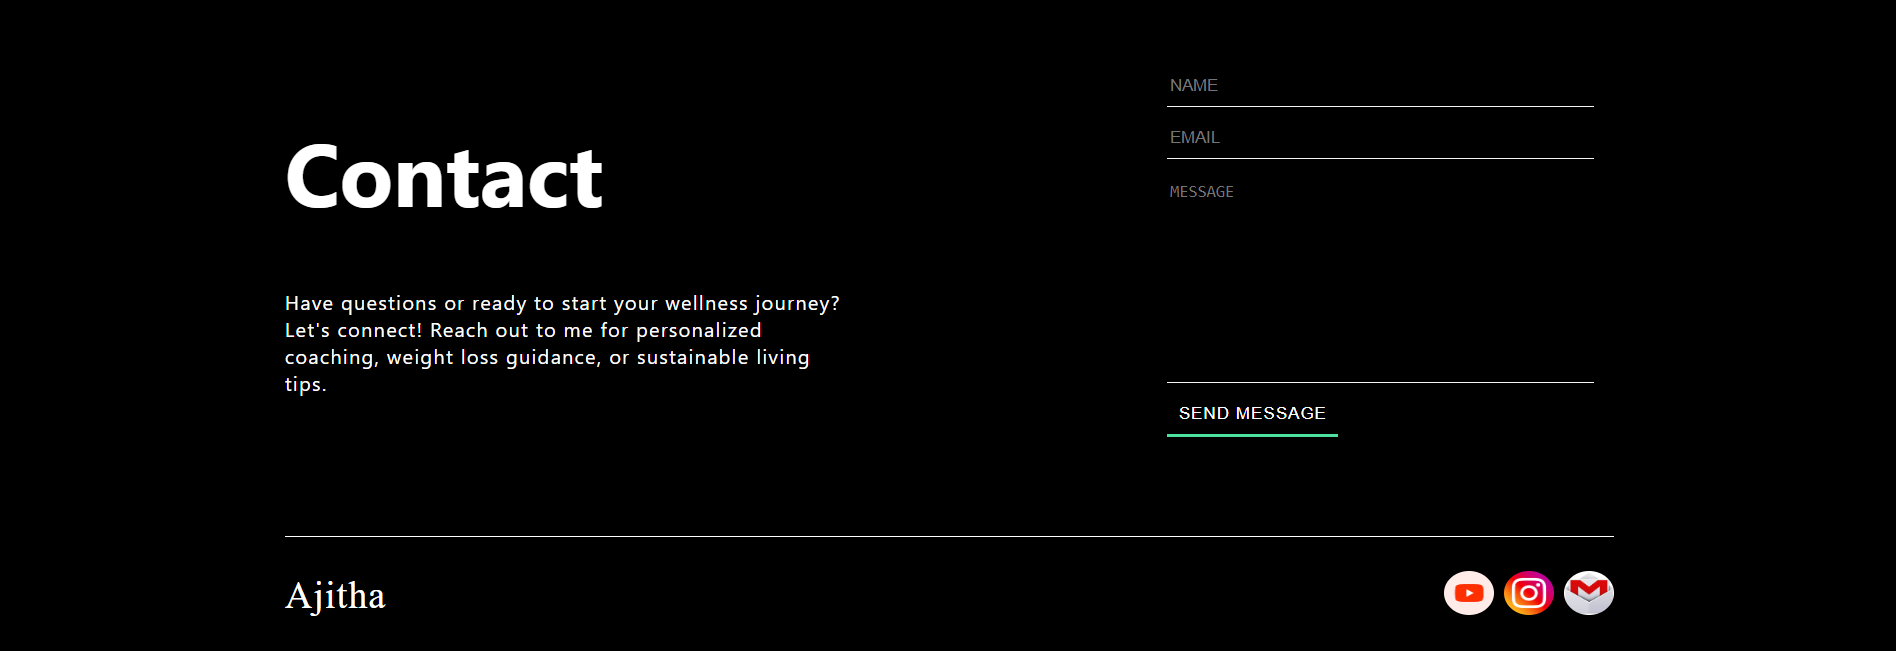 Contact
Have questions or ready to start your wellness journey?
Let's connect! Reach out to me for personalized
coaching, weight loss guidance, or sustainable living
tips.
NAME
EMAIL
MESSAGE
SEND MESSAGE
Ajitha